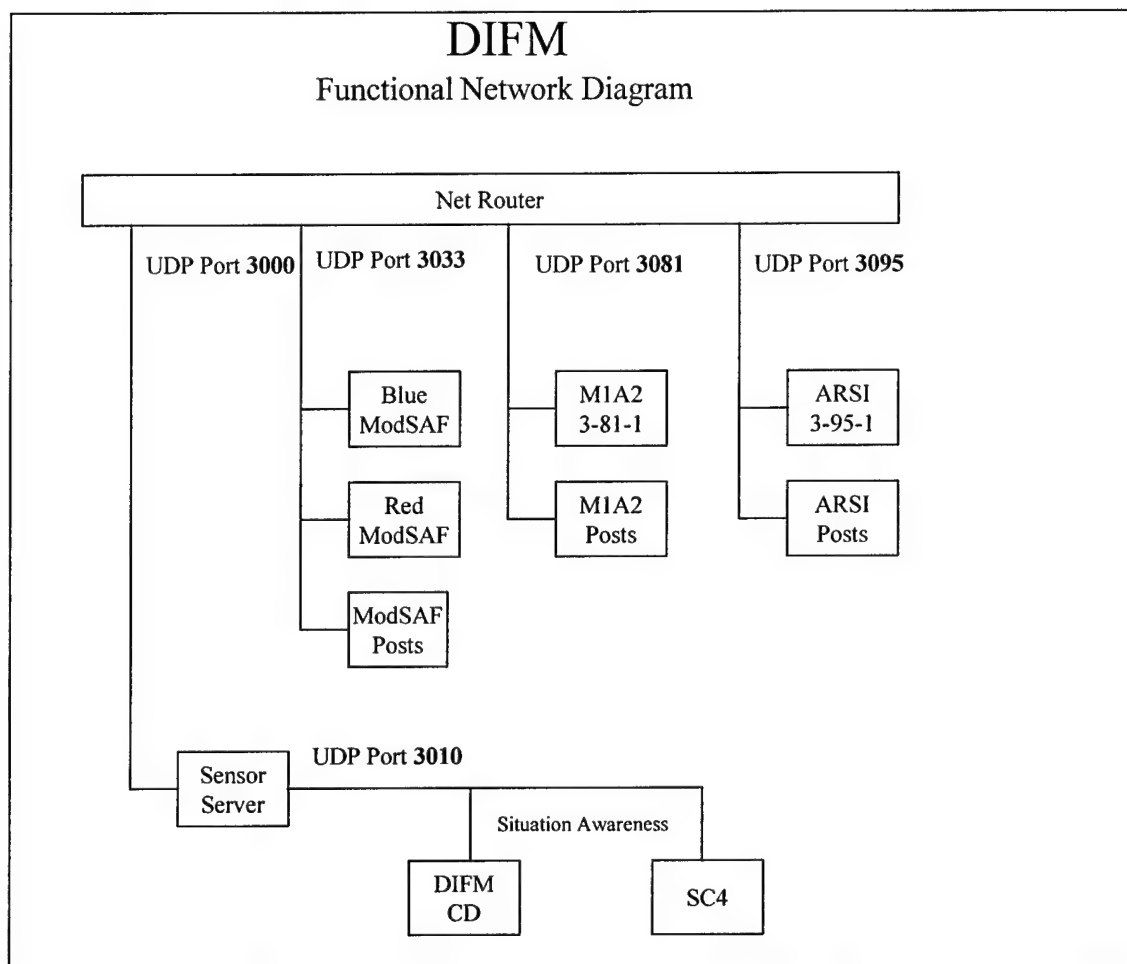 DIFM
Functional Network Diagram
Net Router
UDP Port 3000
UDP Port 3033
UDP Port 3081
UDP Port 3095
Blue
ModSAF
M1A2
3-81-1
ARSI
3-95-1
Red
ModSAF
M1A2
Posts
ARSI
Posts
ModSAF
Posts
UDP Port 3010
Sensor
Server
Situation Awareness
DIFM
CD
SC4